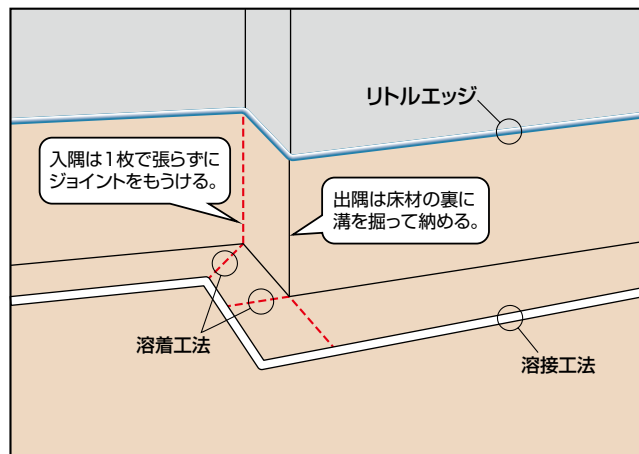 リトルエッジ
入隅は1枚で張らずに
ジョイントをもうける。
出隅は床材の裏に
溝を掘って納める。
溶着工法
溶接工法